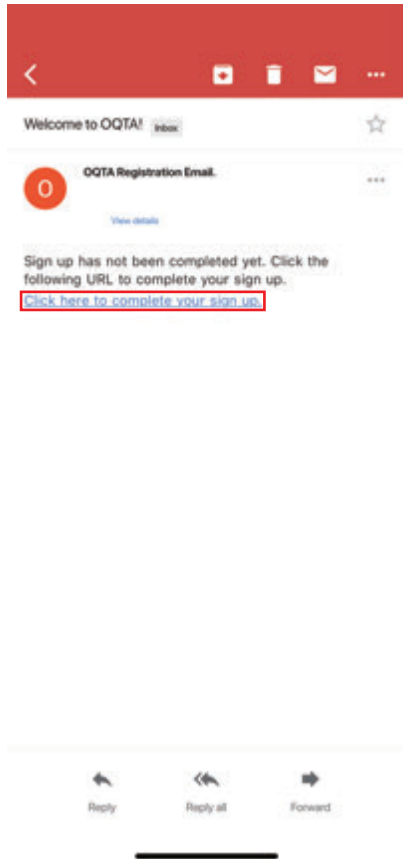 Welcome to OQTA! Inbox
O
OQTA Registration Email.
View details
Sign up has not been completed yet. Click the
following URL to complete your sign up.
Click here to complete your sign up.
Reply Reply all Forward